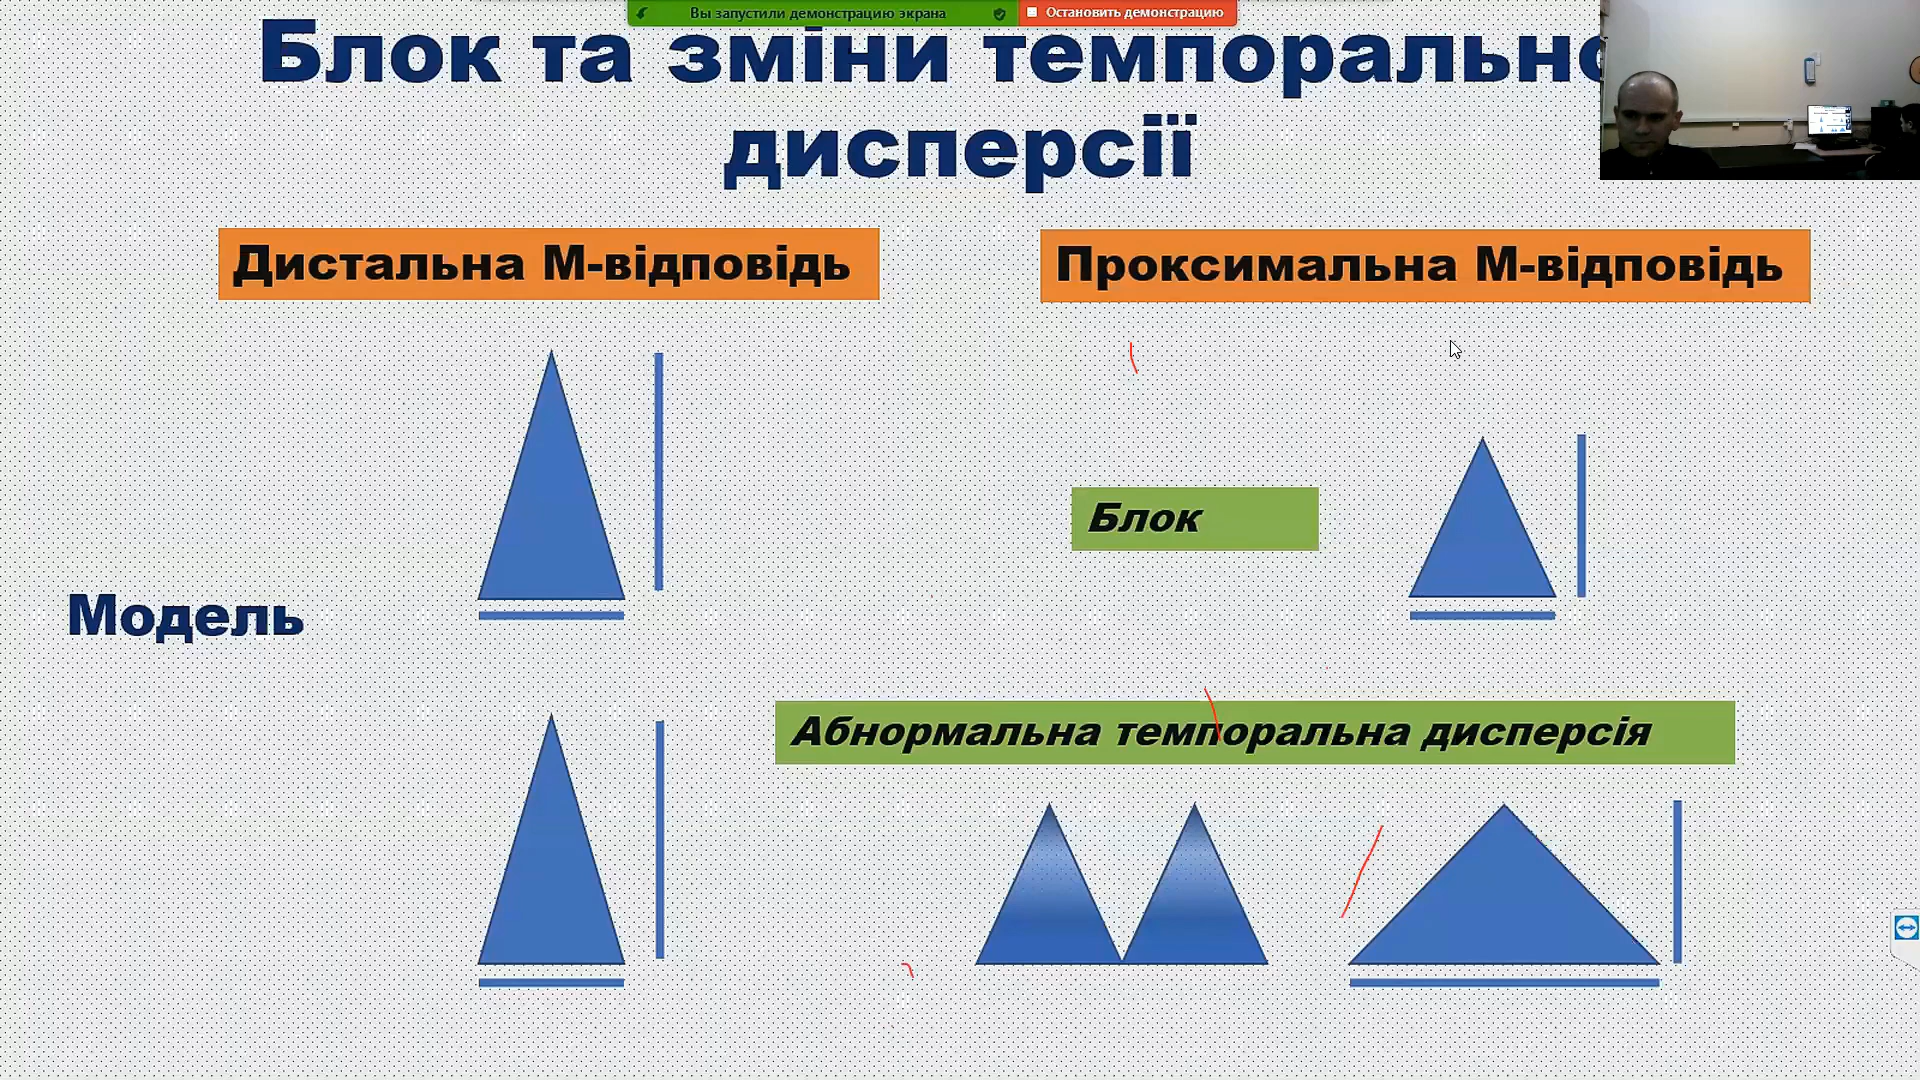 Вы запустили демонстрацию экрана
Остановить демонстрацию
Блок та зміни темпорально
дисперсії
Дистальна М-відповідь
Проксимальна М-відповідь
Блок
Модель
Абнормальна темпоральна дисперсія